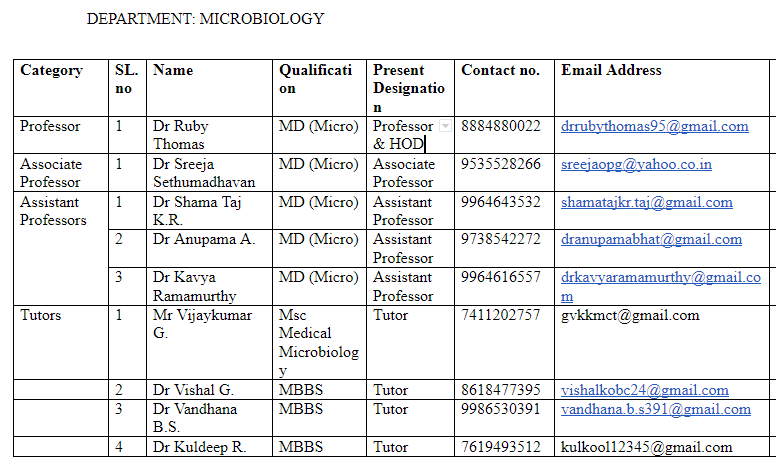 DEPARTMENT: MICROBIOLOGY
Category SL. no Name Qualificati on Present Designatio n Contact no. Email Address
Professor 1 Dr Ruby Thomas MD (Micro) Professor & HOD 8884880022 drrubythomas95@gmail.com
Associate Professor 1 Dr Sreeja Sethumadhavan MD (Micro) Associate Professor 9535528266 sreejaopg@yahoo.co.in
Assistant Professors 1 Dr Shama Taj K.R. MD (Micro) Assistant Professor 9964643532 shamatajkr.taj@gmail.com
2 Dr Anupama A. MD (Micro) Assistant Professor 9738542272 dranupamabhat@gmail.com
3 Dr Kavya Ramamurthy MD (Micro) Assistant Professor 9964616557 drkavyaramamurthy@gmail.co m
Tutors 1 Mr Vijaykumar G. Msc Medical Microbiolog y Tutor 7411202757 gvkkmct@gmail.com
2 Dr Vishal G. MBBS Tutor 8618477395 vishalkobc24@gmail.com
3 Dr Vandhana B.S. MBBS Tutor 9986530391 vandhana.b.s391@gmail.com
4 Dr Kuldeep R. MBBS Tutor 7619493512 kulkool12345@gmail.com